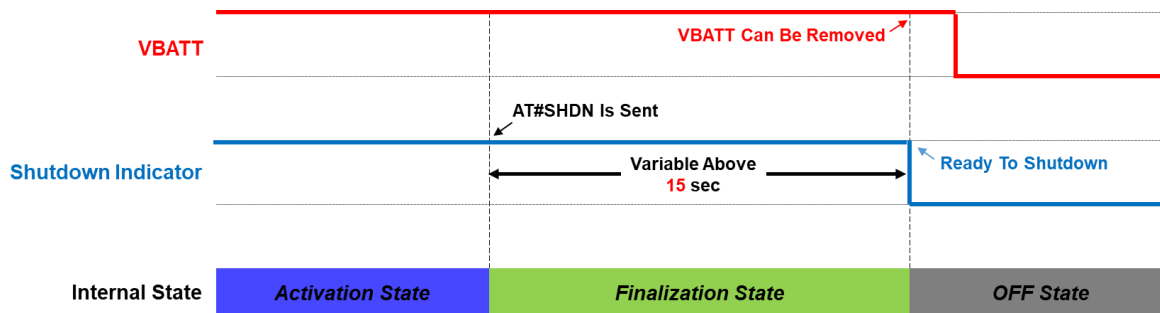 VBATT
VBATT Can Be Removed
AT#SHDN Is Sent
Shutdown Indicator
Variable Above
15 sec
Ready To Shutdown
Internal State
Activation State
Finalization State
OFF State